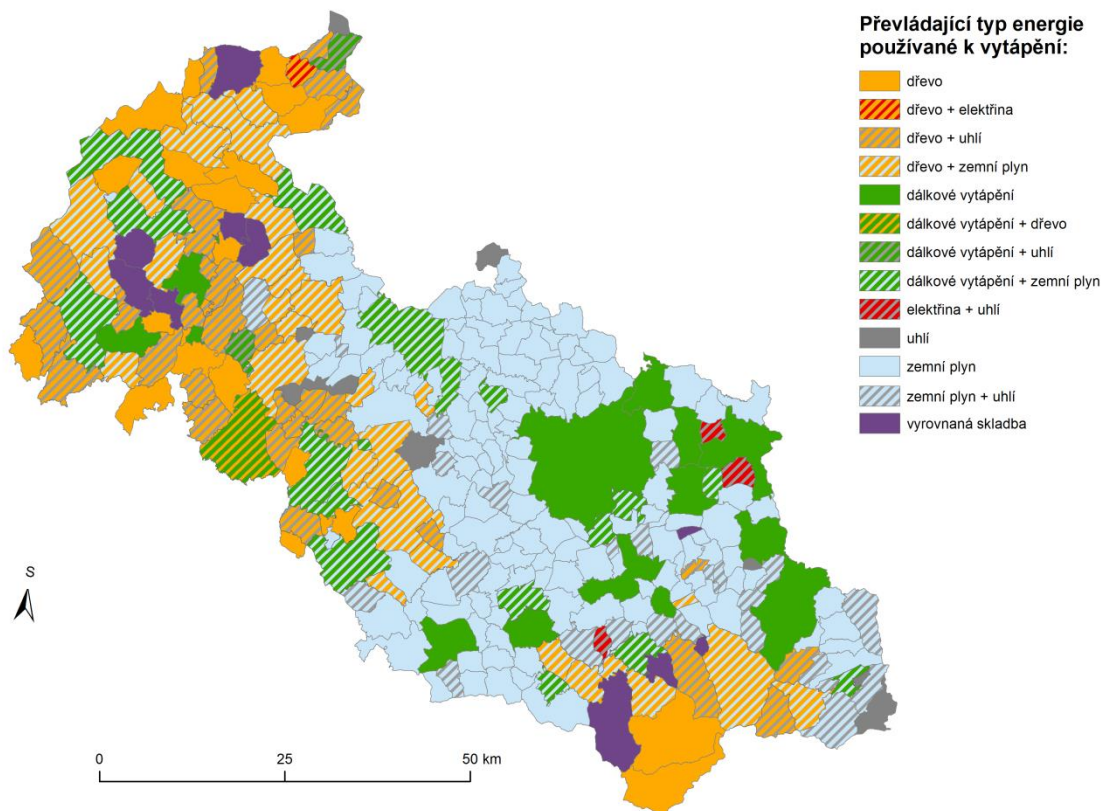 Převládající typ energie
používané k vytápění:
dřevo
dřevo + elektřina
dřevo + uhlí
dřevo + zemní plyn
dálkové vytápění
dálkové vytápění + dřevo
dálkové vytápění + uhlí
dálkové vytápění + zemní plyn
elektřina + uhlí
uhlí
zemní plyn
zemní plyn + uhlí
vyrovnaná skladba
S
0 25 50 km